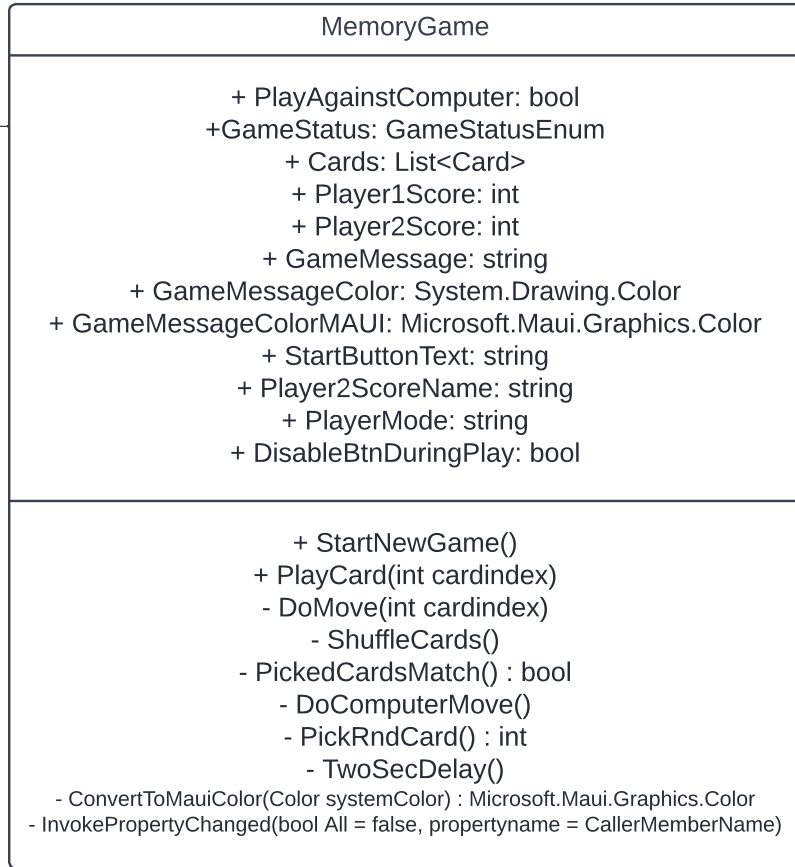 MemoryGame
+ PlayAgainstComputer: bool
+GameStatus: GameStatusEnum
+ Cards: List<Card>
+ Player1Score: int
+ Player2Score: int
+ GameMessage: string
+ GameMessageColor: System.Drawing.Color
+ GameMessageColorMAUI: Microsoft.Maui.Graphics.Color
+ StartButtonText: string
+ Player2ScoreName: string
+ PlayerMode: string
+ DisableBtnDuringPlay: bool
+ StartNewGame()
+ PlayCard(int cardindex)
- DoMove(int cardindex)
- ShuffleCards()
- PickedCardsMatch() : bool
- DoComputerMove()
- PickRndCard() : int
- TwoSecDelay()
- ConvertToMauiColor(Color systemColor) : Microsoft.Maui.Graphics.Color
- InvokePropertyChanged(bool All = false, propertyname = CallerMemberName)